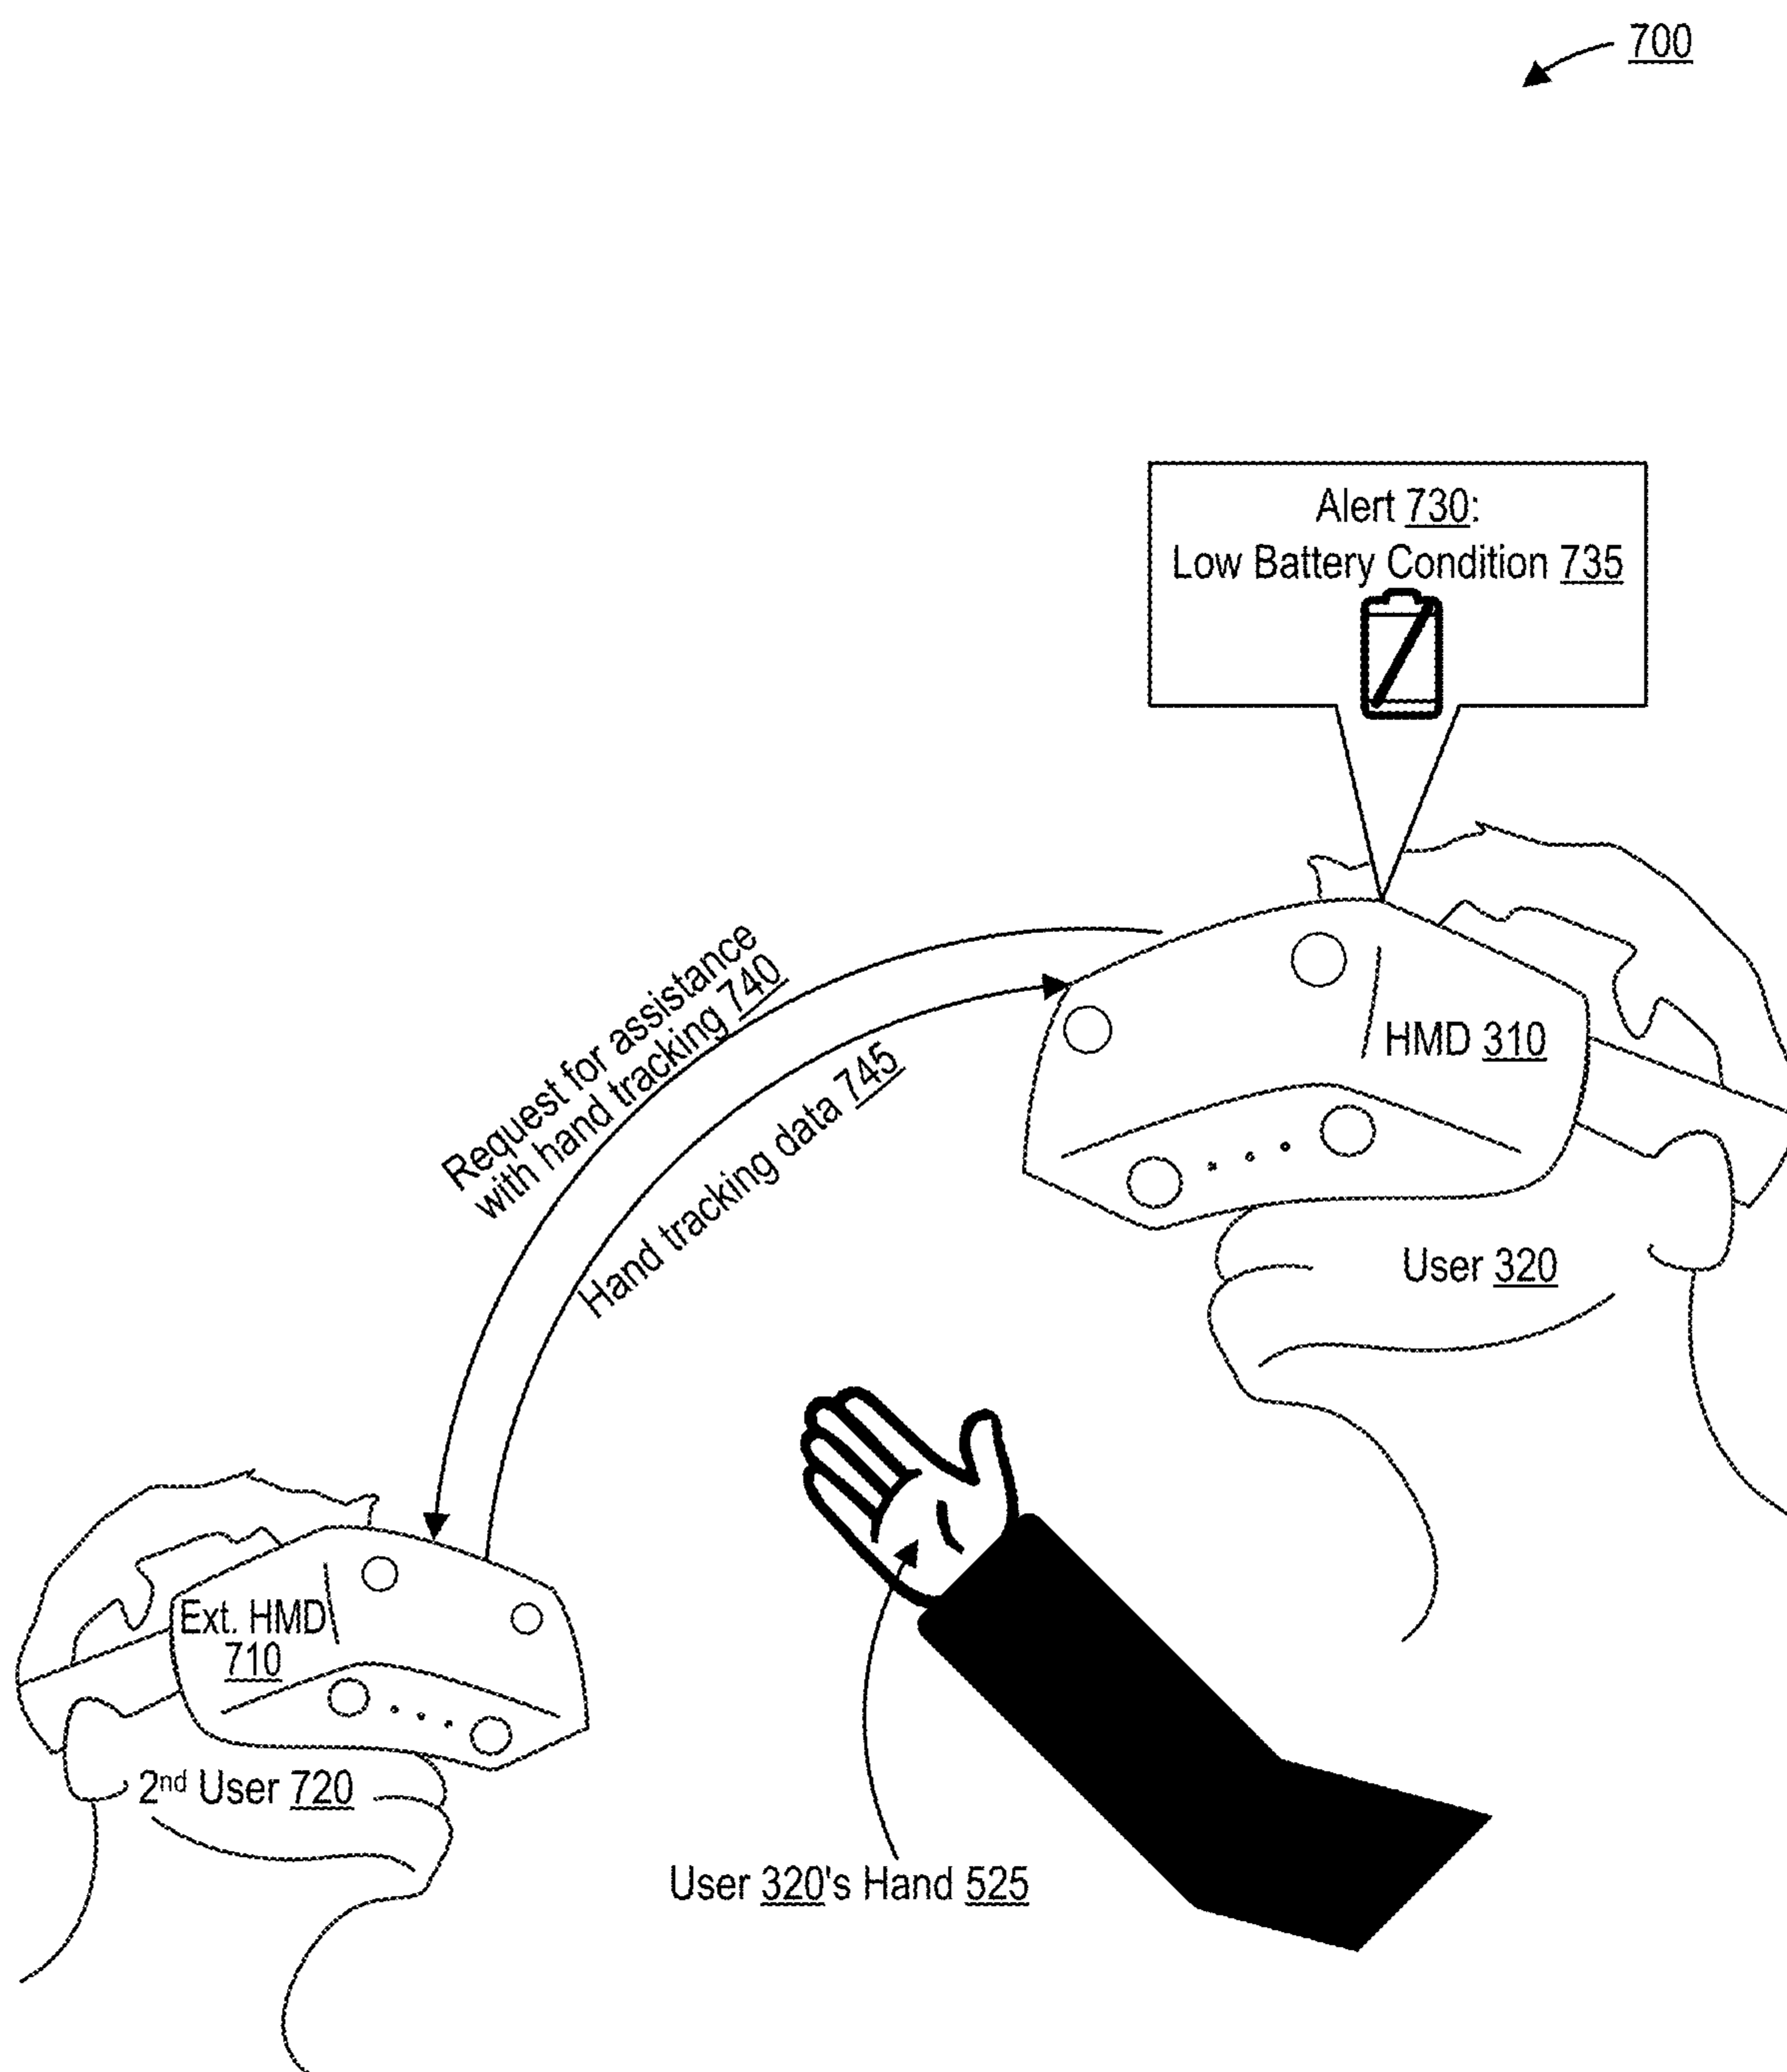 700
Alert 730:
Low Battery Condition 735
Request for assistance
with hand tracking 740
Hand tracking data 745
HMD 310
User 320
Ext. HMD
710
2nd User 720
User 320's Hand 525